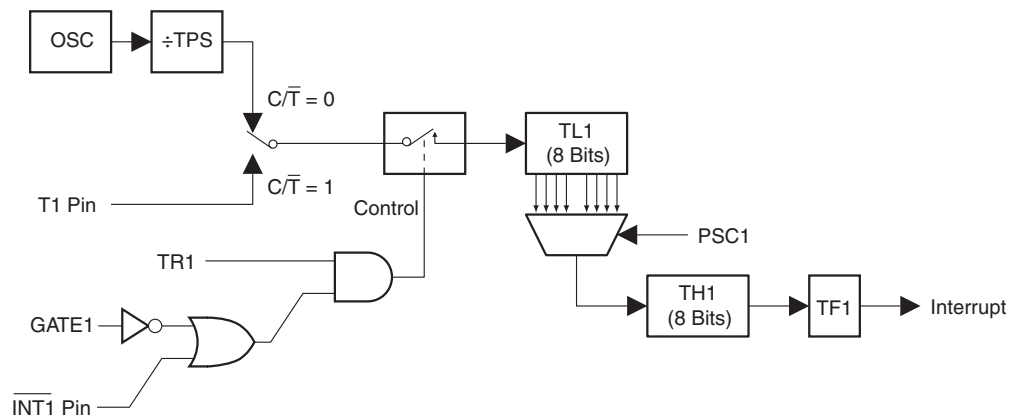 OSC
÷TPS
C/T̅ = 0
C/T̅ = 1
T1 Pin
TL1
(8 Bits)
Control
PSC1
TR1
TH1
(8 Bits)
TF1
Interrupt
GATE1
I̅N̅T̅1̅ Pin